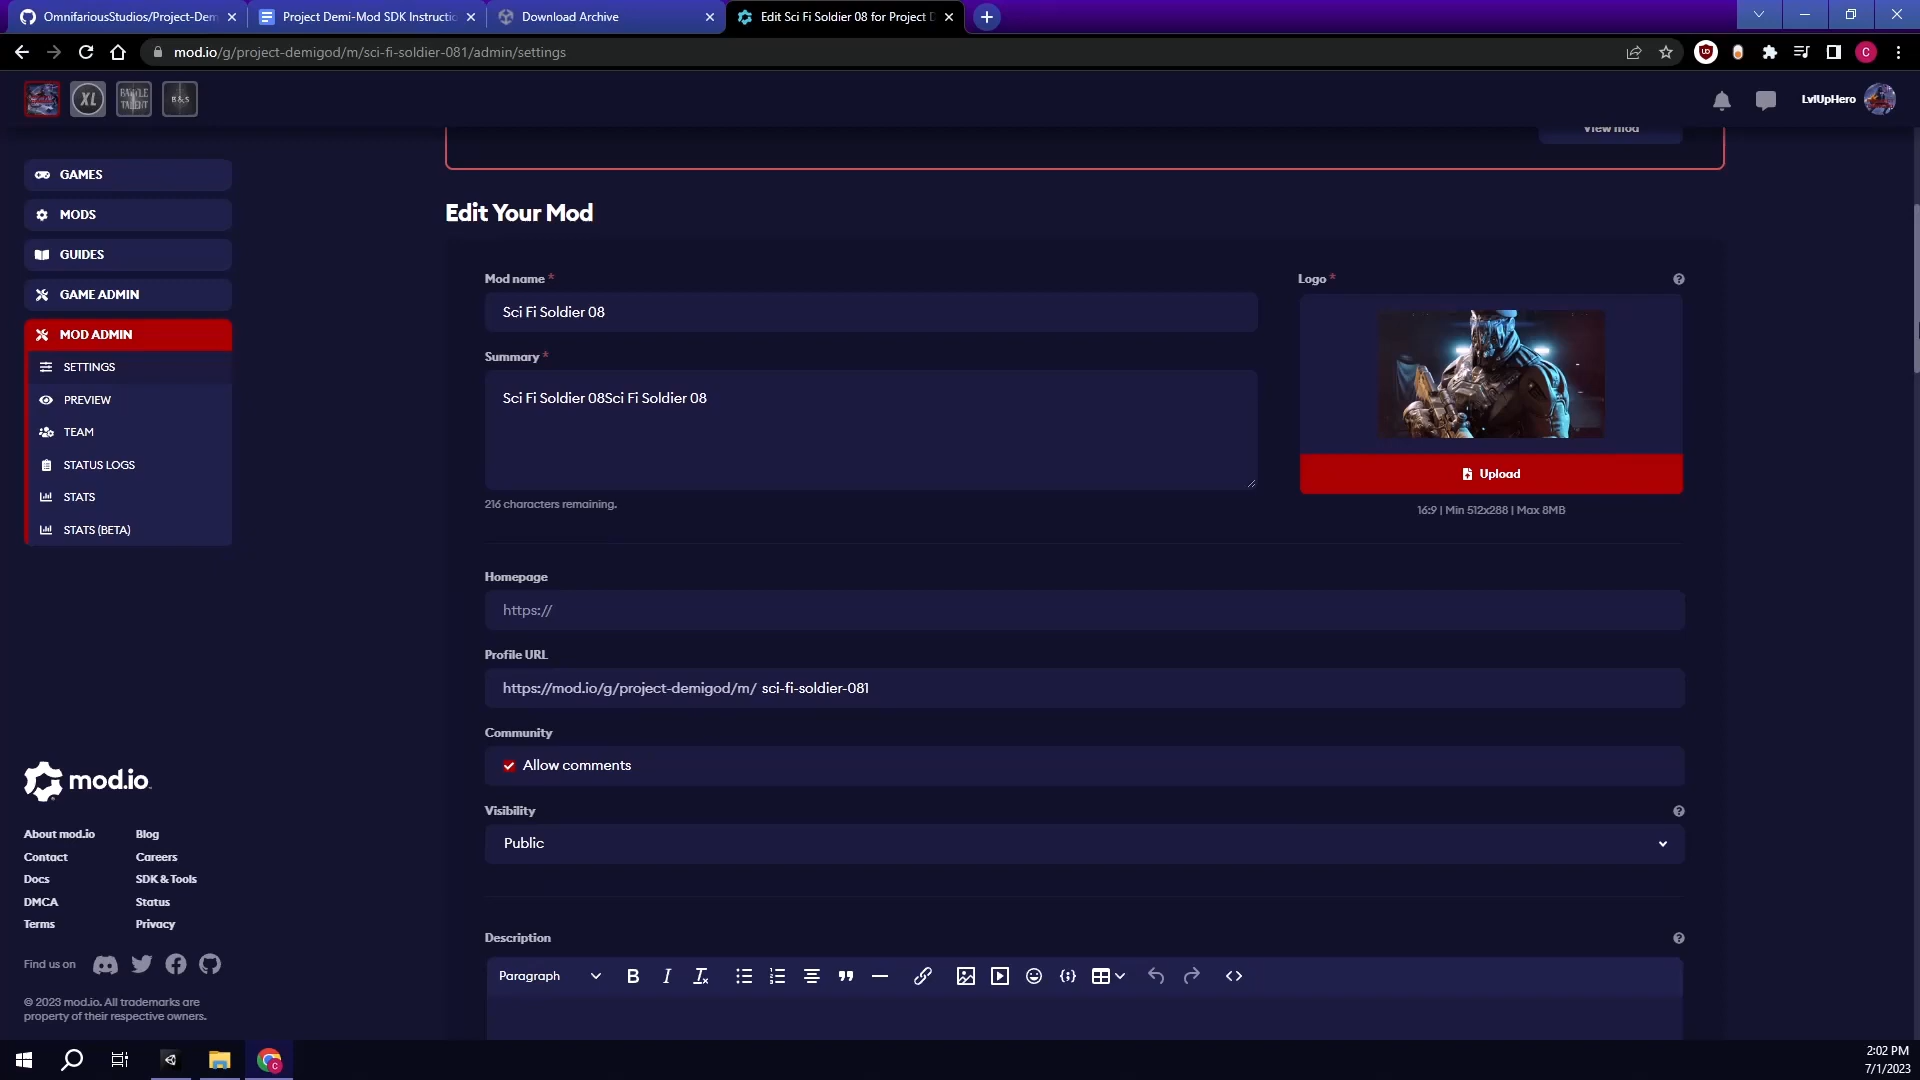 OmnifariousStudios/Project-Dem
Project Demi-Mod SDK Instructio
Download Archive
Edit Sci Fi Soldier 08 for Project D
mod.io/g/project-demigod/m/sci-fi-soldier-081/admin/settings
C
XL
BATTLE
TALENT
B&S
LvlUpHero
View mod
GAMES
MODS
GUIDES
GAME ADMIN
MOD ADMIN
SETTINGS
PREVIEW
TEAM
STATUS LOGS
STATS
STATS (BETA)
Edit Your Mod
Mod name *
Sci Fi Soldier 08
Summary *
Sci Fi Soldier 08Sci Fi Soldier 08
216 characters remaining.
Logo *
Upload
16:9 | Min 512x288 | Max 8MB
Homepage
https://
Profile URL
https://mod.io/g/project-demigod/m/ sci-fi-soldier-081
Community
Allow comments
Visibility
Public
Description
Paragraph
mod.io
About mod.io
Blog
Contact
Careers
Docs
SDK & Tools
DMCA
Status
Terms
Privacy
Find us on
© 2023 mod.io. All trademarks are
property of their respective owners.
2:02 PM
7/1/2023